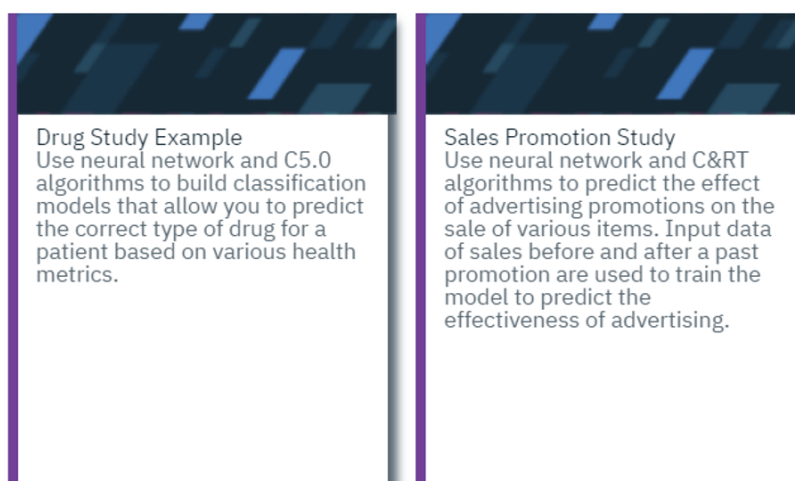 Drug Study Example
Use neural network and C5.0
algorithms to build classification
models that allow you to predict
the correct type of drug for a
patient based on various health
metrics.
Sales Promotion Study
Use neural network and C&RT
algorithms to predict the effect
of advertising promotions on the
sale of various items. Input data
of sales before and after a past
promotion are used to train the
model to predict the
effectiveness of advertising.